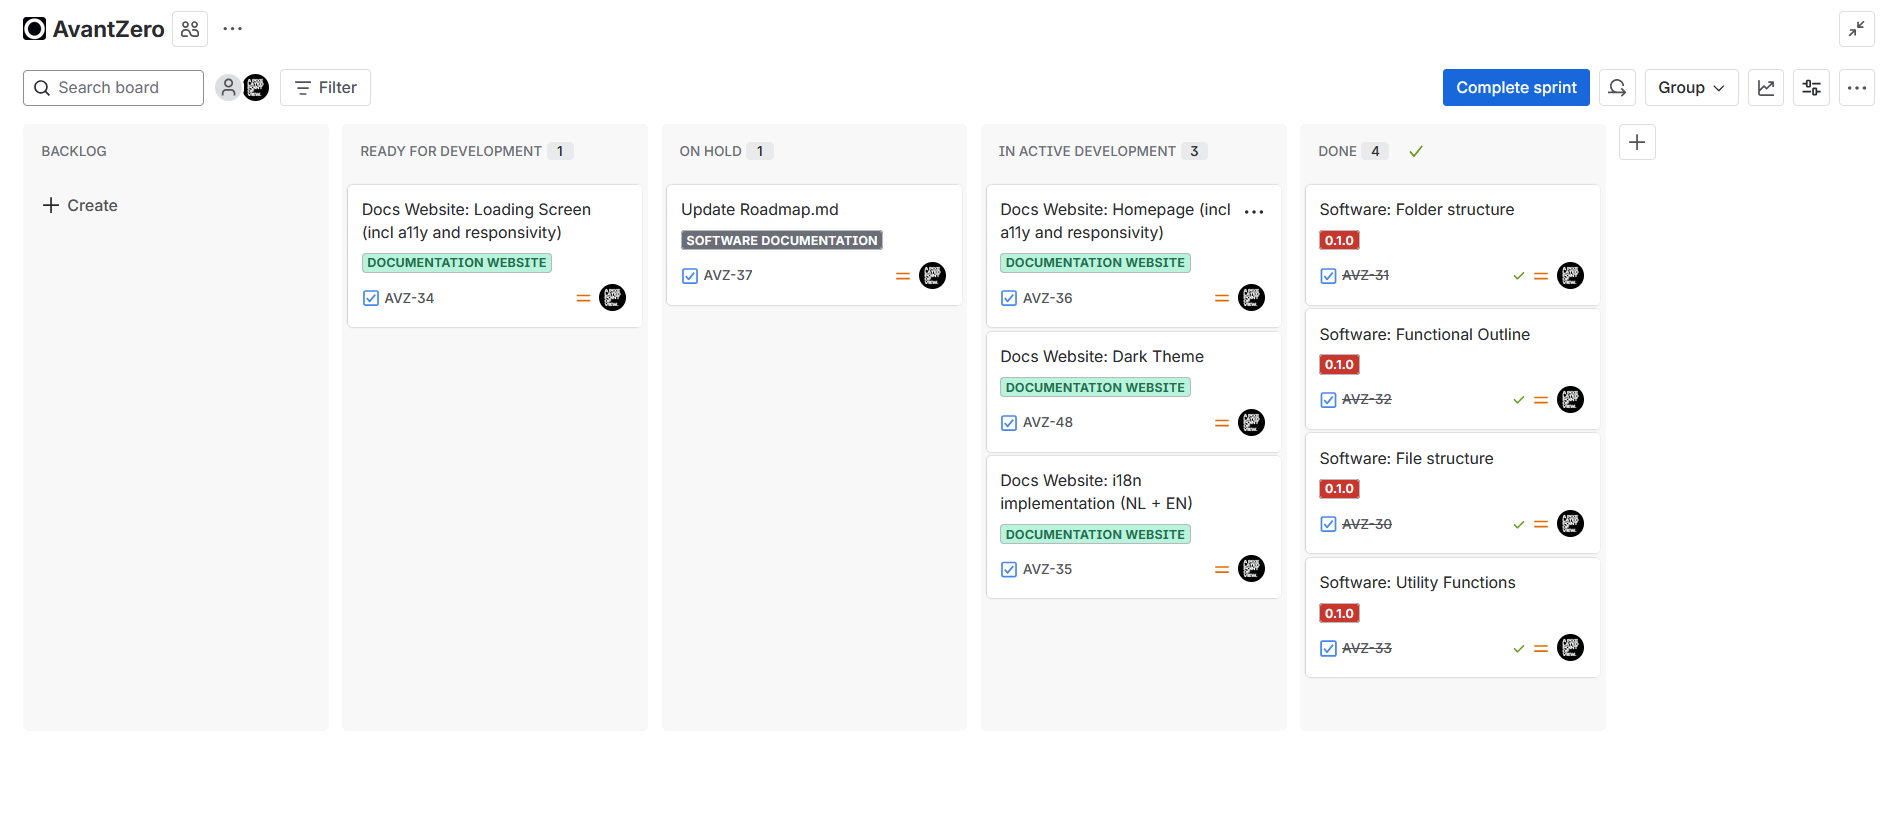 AvantZero
Search board
Filter
Complete sprint
Group
BACKLOG
Create
READY FOR DEVELOPMENT 1
Docs Website: Loading Screen
(incl a11y and responsivity)
DOCUMENTATION WEBSITE
AVZ-34
ON HOLD 1
Update Roadmap.md
SOFTWARE DOCUMENTATION
AVZ-37
IN ACTIVE DEVELOPMENT 3
Docs Website: Homepage (incl
a11y and responsivity)
DOCUMENTATION WEBSITE
AVZ-36
Docs Website: Dark Theme
DOCUMENTATION WEBSITE
AVZ-48
Docs Website: i18n
implementation (NL + EN)
DOCUMENTATION WEBSITE
AVZ-35
DONE 4
Software: Folder structure
0.1.0
AVZ-31
Software: Functional Outline
0.1.0
AVZ-32
Software: File structure
0.1.0
AVZ-30
Software: Utility Functions
0.1.0
AVZ-33